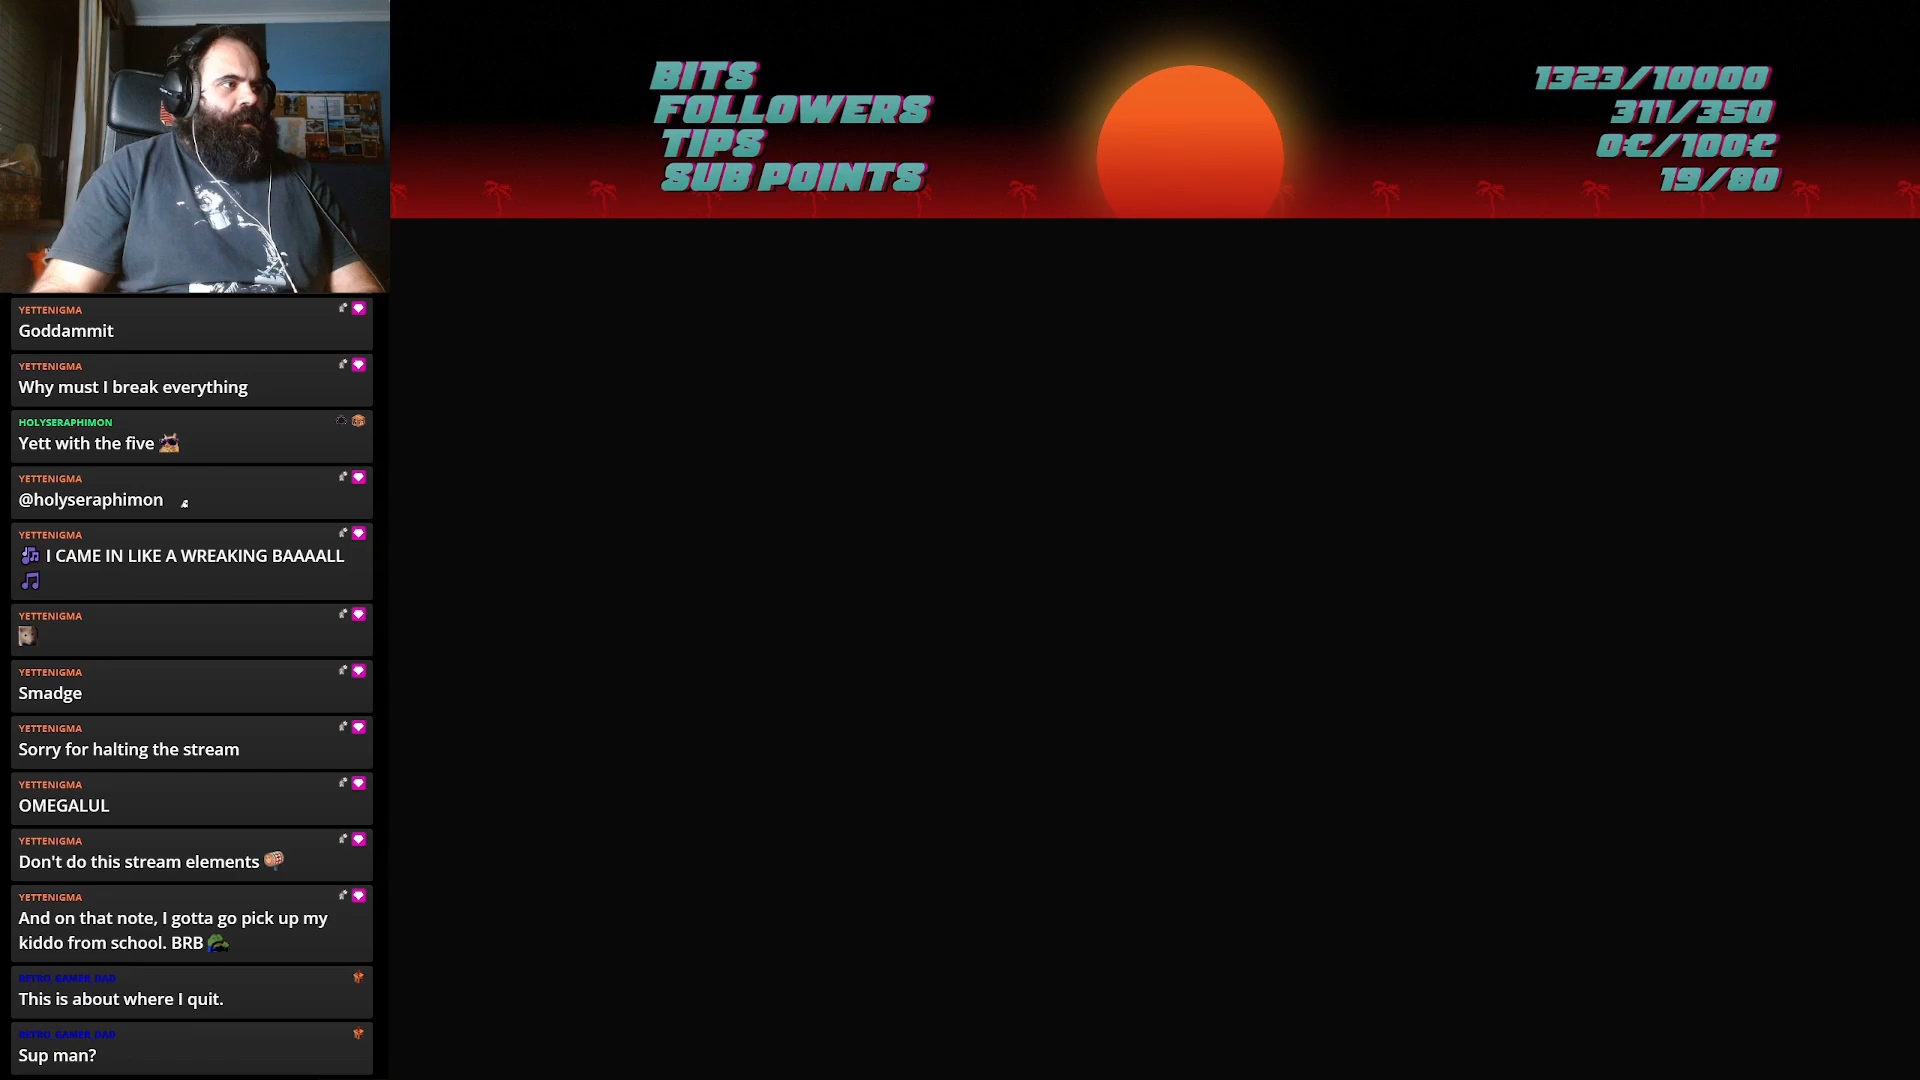 BITS
FOLLOWERS
TIPS
SUB POINTS
1323/10000
311/350
0€/100€
19/80
YETTENIGMA
Goddammit
YETTENIGMA
Why must I break everything
HOLYSERAPHIMON
Yett with the five
YETTENIGMA
@holyseraphimon
YETTENIGMA
🎶 I CAME IN LIKE A WREAKING BAAAALL
🎵
YETTENIGMA
YETTENIGMA
Smadge
YETTENIGMA
Sorry for halting the stream
YETTENIGMA
OMEGALUL
YETTENIGMA
Don't do this stream elements
YETTENIGMA
And on that note, I gotta go pick up my
kiddo from school. BRB
RETRO_GAMER_DAD
This is about where I quit.
RETRO_GAMER_DAD
Sup man?